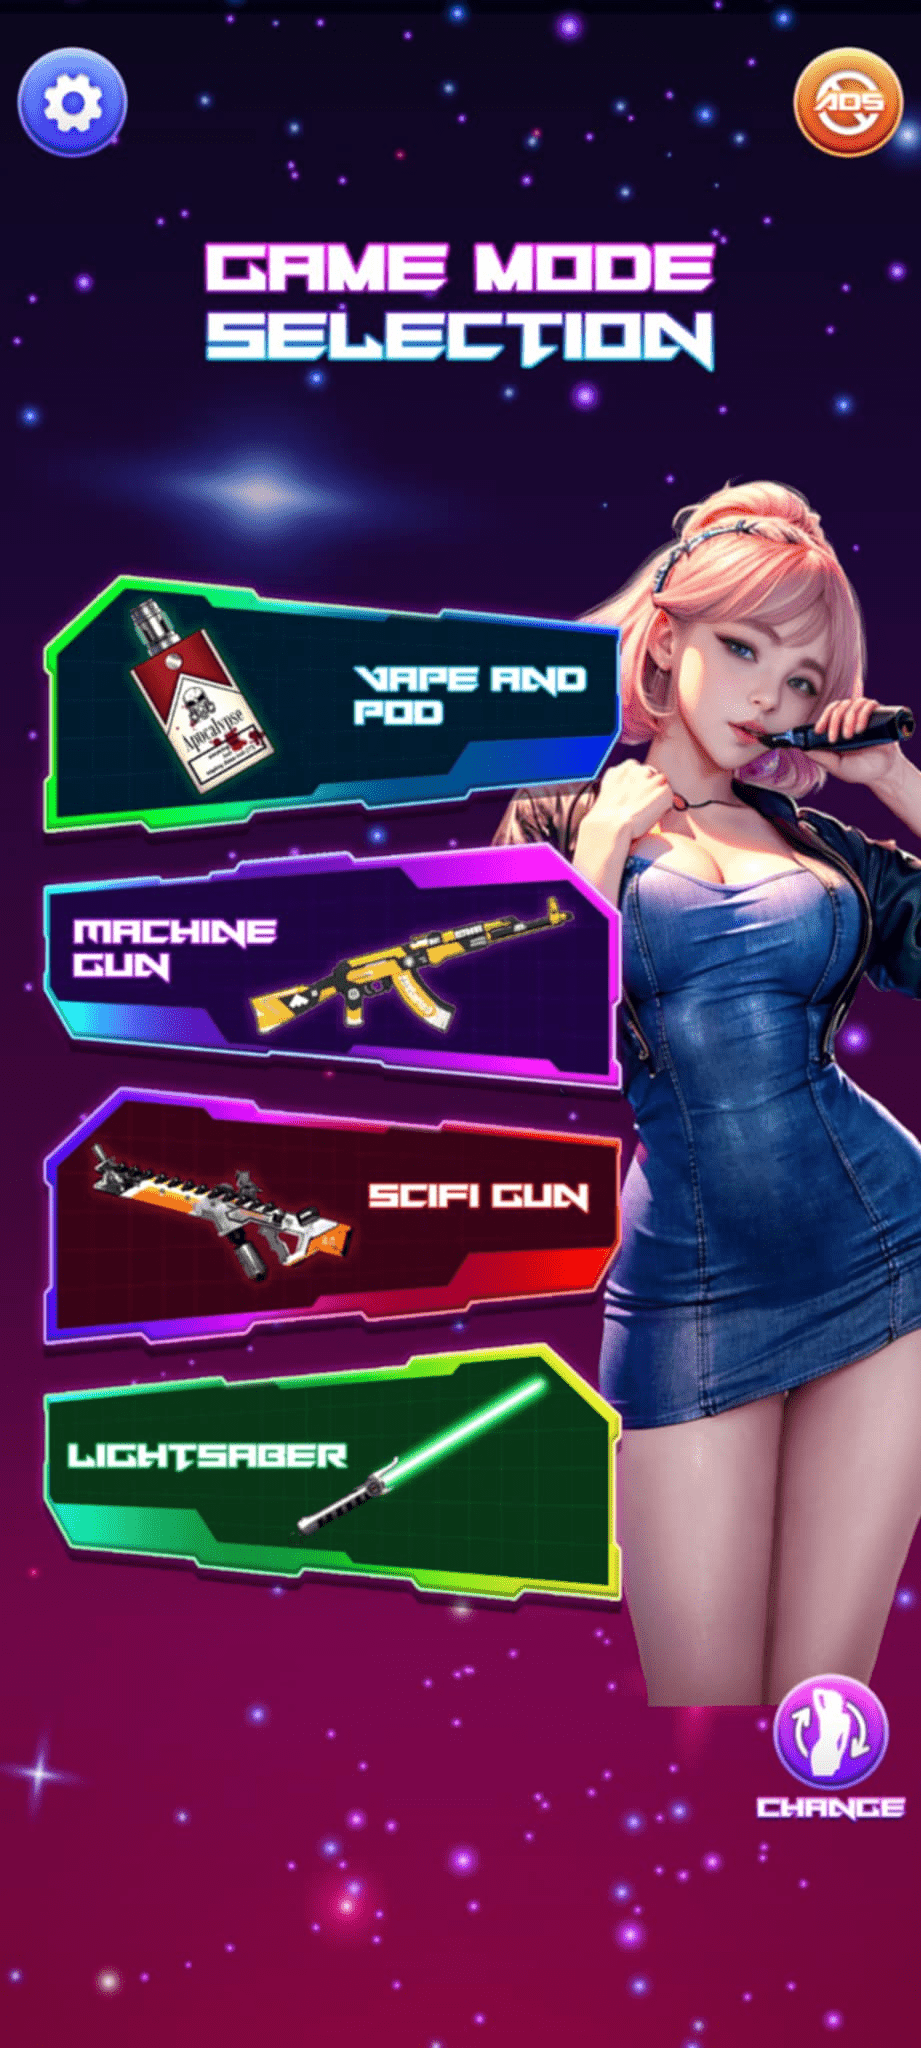 ADS
GAME MODE
SELECTION
VAPE AND
POD
Apocalypse
MACHINE
GUN
SCIFI GUN
LIGHTSABER
CHANGE